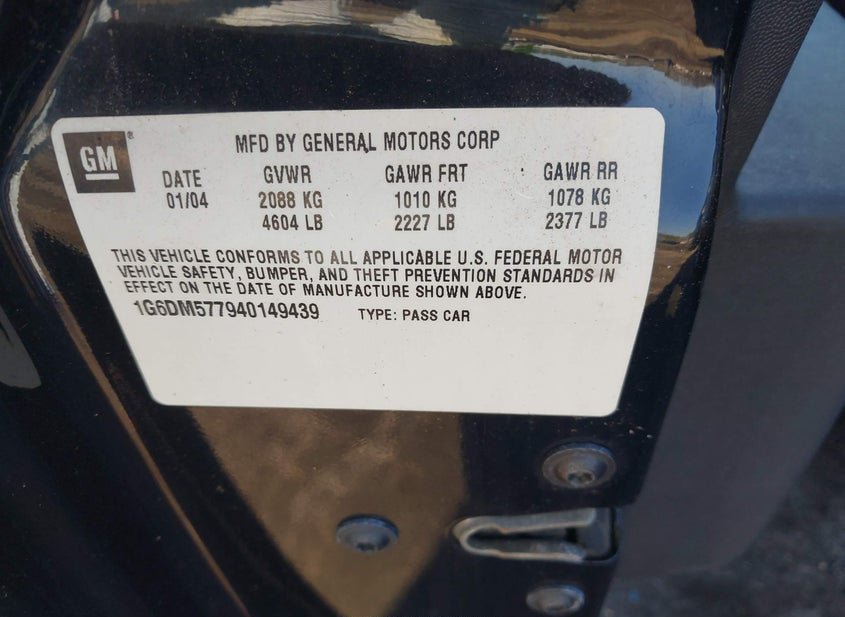 GM®
MFD BY GENERAL MOTORS CORP
DATE GVWR GAWR FRT GAWR RR
01/04 2088 KG 1010 KG 1078 KG
4604 LB 2227 LB 2377 LB
THIS VEHICLE CONFORMS TO ALL APPLICABLE U.S. FEDERAL MOTOR
VEHICLE SAFETY, BUMPER, AND THEFT PREVENTION STANDARDS IN
EFFECT ON THE DATE OF MANUFACTURE SHOWN ABOVE.
1G6DM577940149439 TYPE: PASS CAR